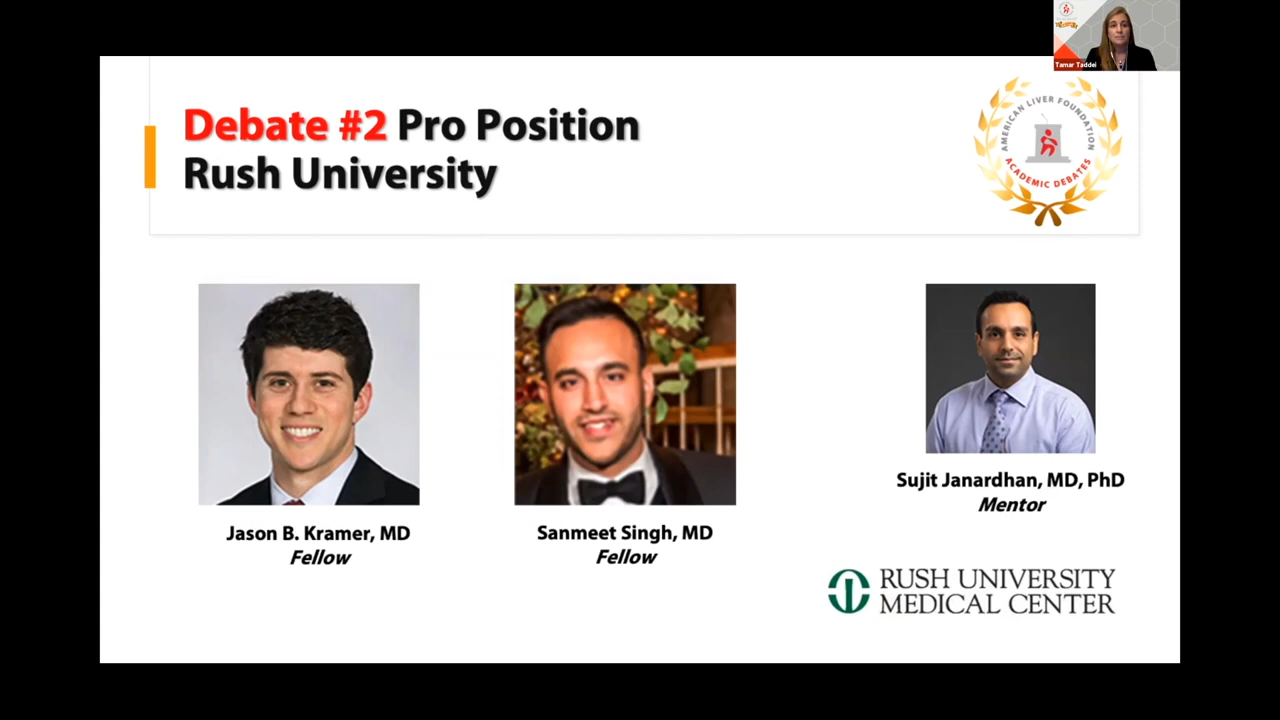 Tamar Taddei
Debate #2 Pro Position
Rush University
AMERICAN LIVER FOUNDATION
ACADEMIC DEBATES
Jason B. Kramer, MD
Fellow
Sanmeet Singh, MD
Fellow
Sujit Janardhan, MD, PhD
Mentor
RUSH UNIVERSITY
MEDICAL CENTER